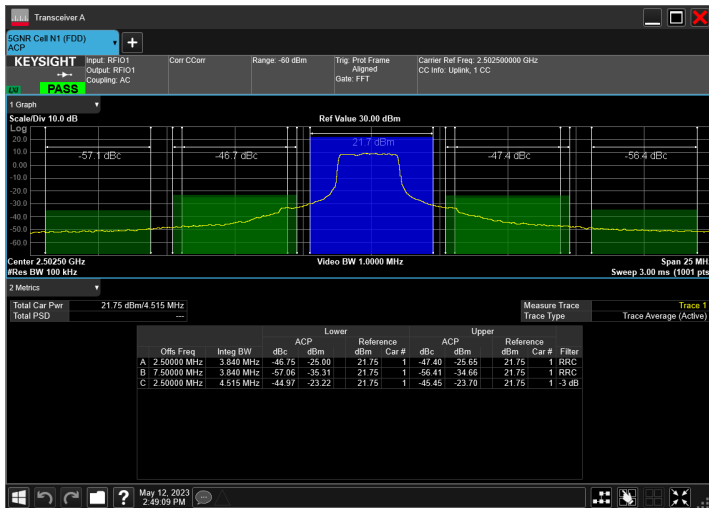 Transceiver A
5GNR Cell N1 (FDD)
ACP
KEYSIGHT
LXI
PASS
Input: RFIO1
Output: RFIO1
Coupling: AC
Corr CCorr
Range: -60 dBm
Trig: Prot Frame
Aligned
Gate: FFT
Carrier Ref Freq: 2.502500000 GHz
CC Info: Uplink, 1 CC
1 Graph
Scale/Div 10.0 dB
Ref Value 30.00 dBm
Log
20.0
10.0
0.00
-10.0
-20.0
-30.0
-40.0
-50.0
-60.0
-57.1 dBc
-46.7 dBc
21.7 dBm
-47.4 dBc
-56.4 dBc
Center 2.50250 GHz
Video BW 1.0000 MHz
Span 25 MH
#Res BW 100 kHz
Sweep 3.00 ms (1001 pts
2 Metrics
Total Car Pwr 21.75 dBm/4.515 MHz
Total PSD ---
Measure Trace Trace 1
Trace Type Trace Average (Active)
Lower Upper
ACP Reference ACP Reference
Offs Freq Integ BW dBc dBm dBm Car # dBc dBm dBm Car # Filter
A 2.50000 MHz 3.840 MHz -46.75 -25.00 21.75 1 -47.40 -25.65 21.75 1 RRC
B 7.50000 MHz 3.840 MHz -57.06 -35.31 21.75 1 -56.41 -34.66 21.75 1 RRC
C 2.50000 MHz 4.515 MHz -44.97 -23.22 21.75 1 -45.45 -23.70 21.75 1 -3 dB
?
May 12, 2023
2:49:09 PM